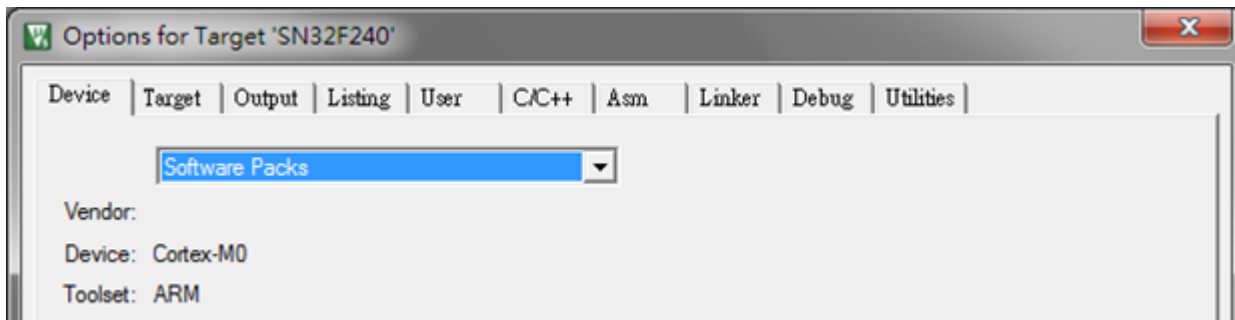 Options for Target 'SN32F240'
Device Target Output Listing User C/C++ Asm Linker Debug Utilities
Software Packs
Vendor:
Device: Cortex-M0
Toolset: ARM